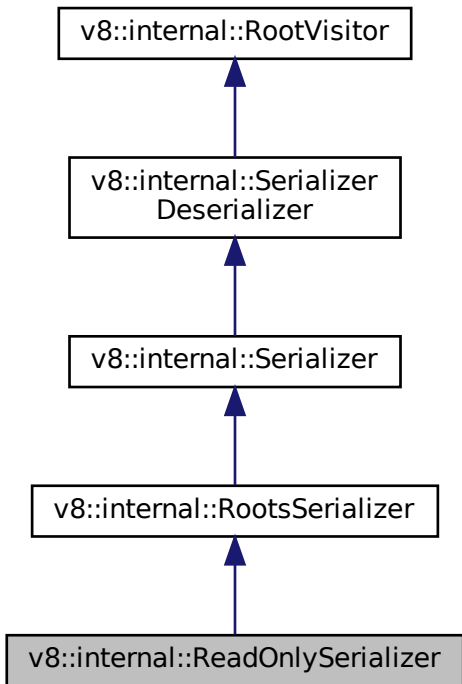 v8::internal::RootVisitor
v8::internal::Serializer
Deserializer
v8::internal::Serializer
v8::internal::RootsSerializer
v8::internal::ReadOnlySerializer